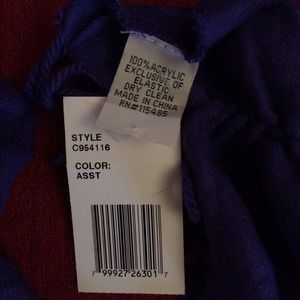 100% ACRYLIC
EXCLUSIVE OF
ELASTIC
DRY CLEAN
MADE IN CHINA
RN#115485
STYLE
C954116
COLOR:
ASST
7 99927 26301 7